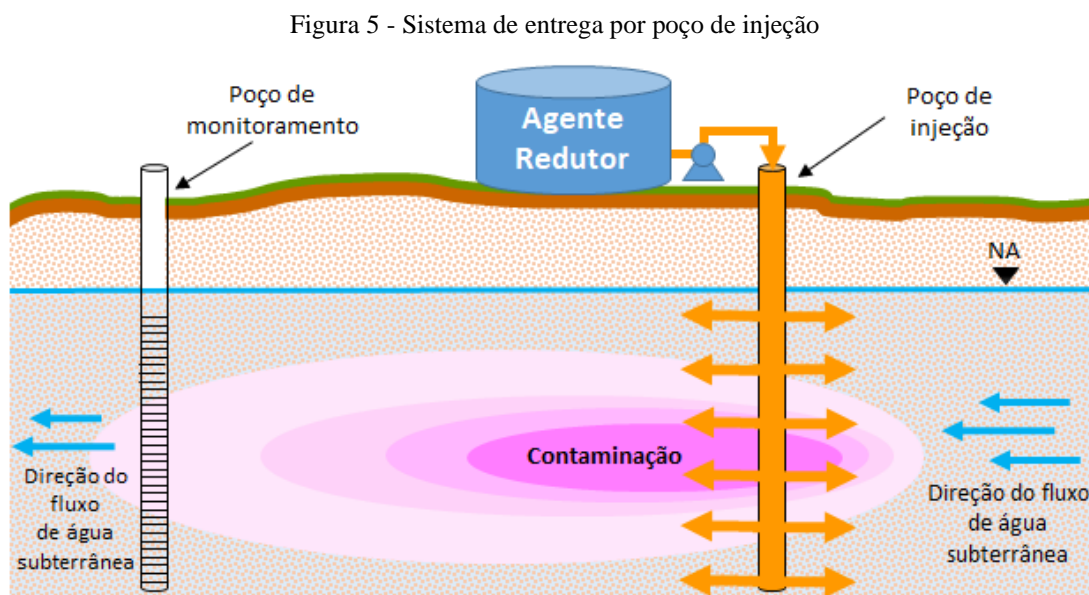 Figura 5 - Sistema de entrega por poço de injeção
Poço de
monitoramento
Agente
Redutor
Poço de
injeção
NA
Contaminação
Direção do
fluxo
de água
subterrânea
Direção do fluxo
de água
subterrânea